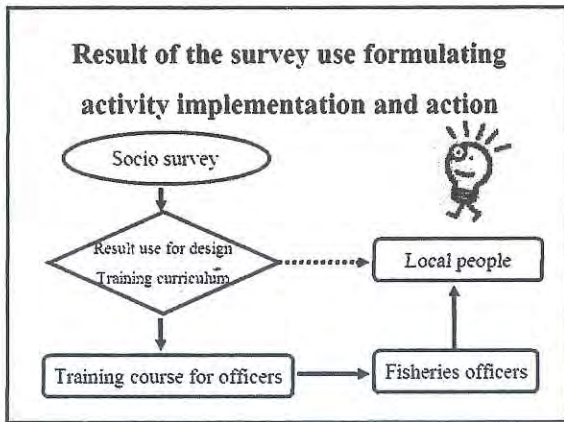 Result of the survey use formulating
activity implementation and action
Socio survey
Result use for design
Training curriculum
Local people
Training course for officers
Fisheries officers